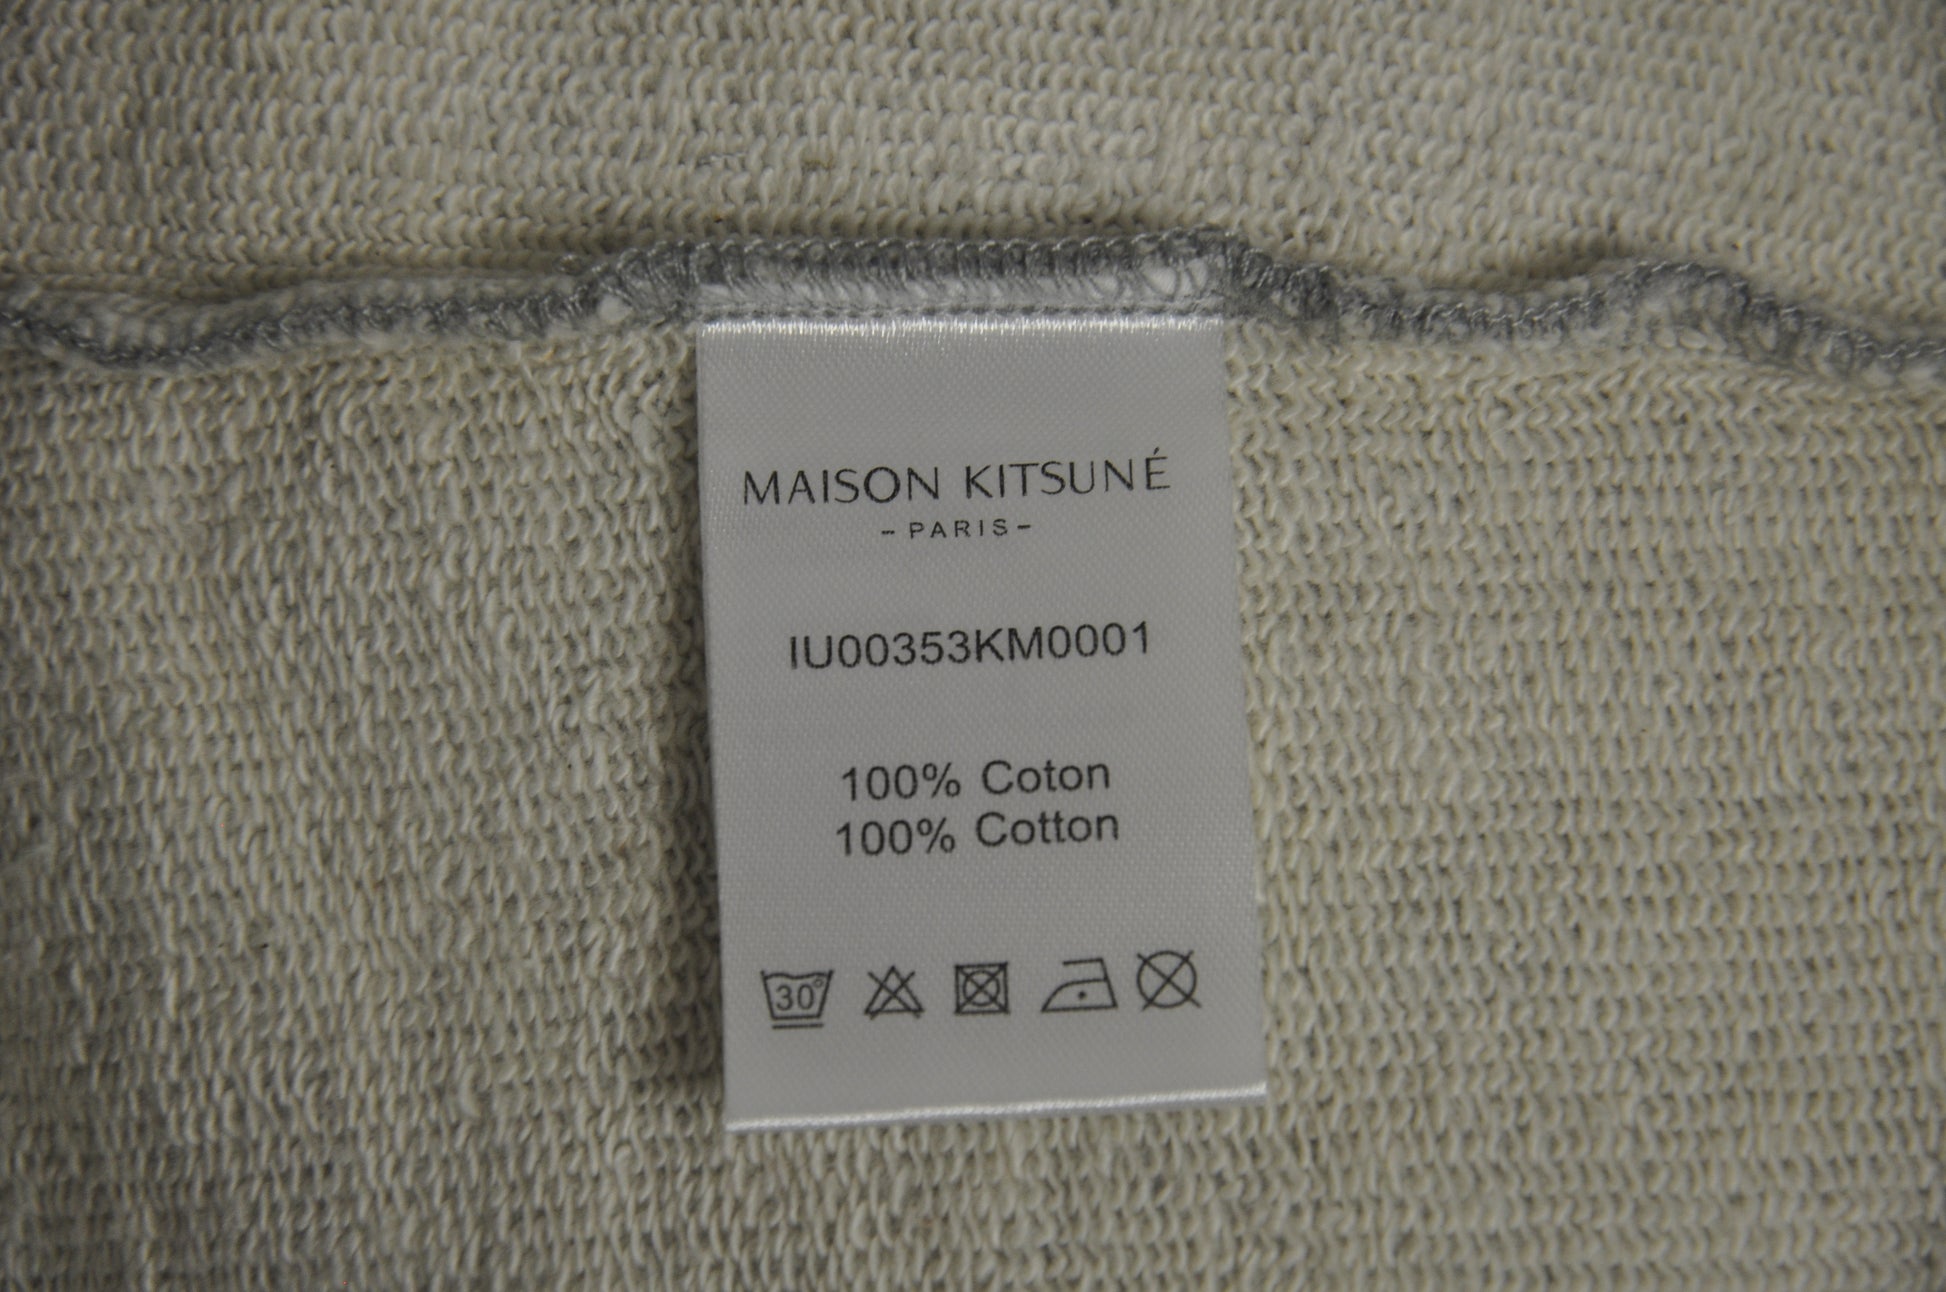 MAISON KITSUNÉ
- PARIS -
IU00353KM0001
100% Coton
100% Cotton
30°